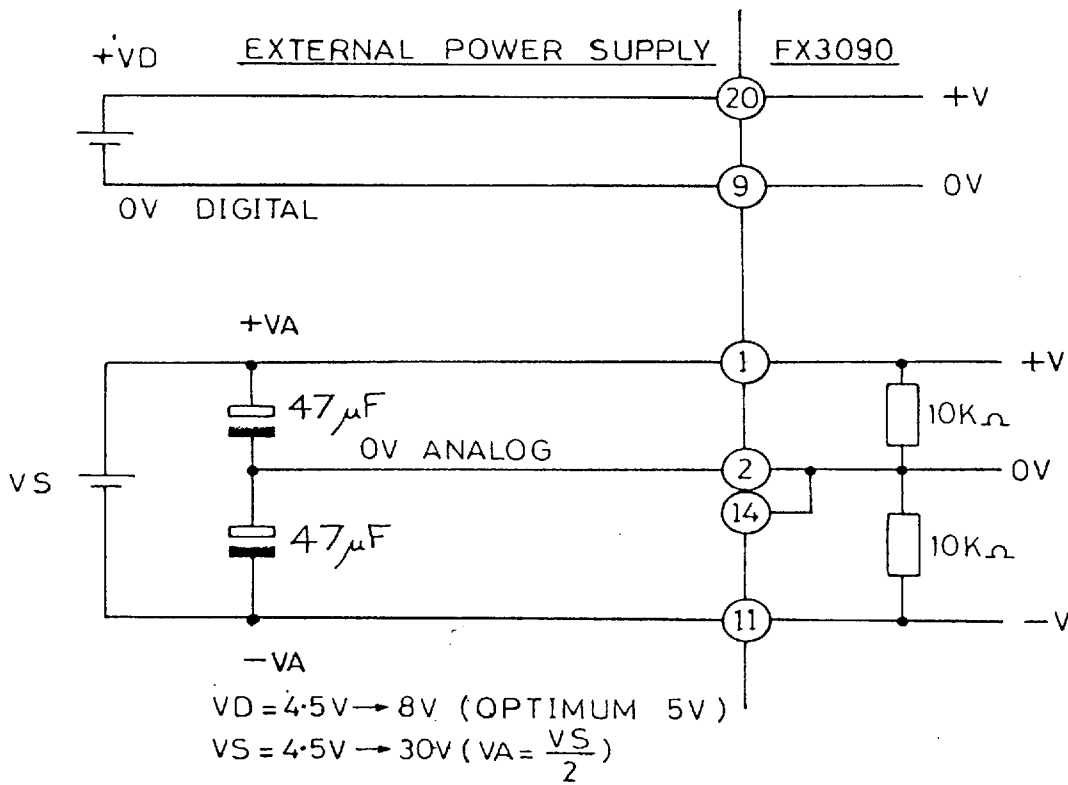 +VD
EXTERNAL POWER SUPPLY
FX3090
20
+V
9
0V
0V DIGITAL
+VA
1
+V
47μF
10KΩ
0V ANALOG
2
0V
VS
14
47μF
10KΩ
11
-V
-VA
VD = 4·5V → 8V (OPTIMUM 5V)
VS = 4·5V → 30V (VA = VS/2)